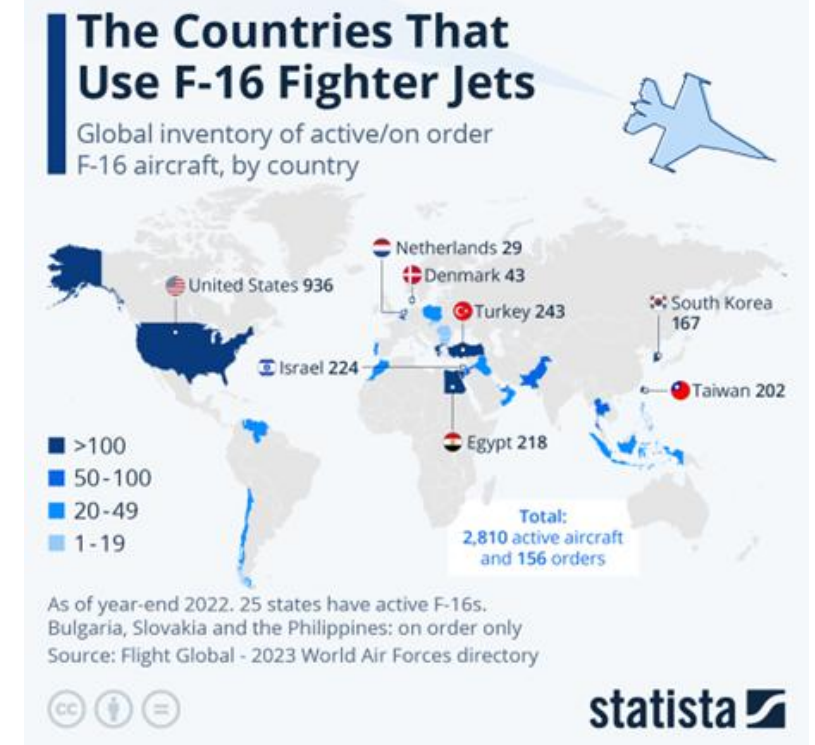 The Countries That
Use F-16 Fighter Jets
Global inventory of active/on order
F-16 aircraft, by country
Netherlands 29
Denmark 43
United States 936
Turkey 243
South Korea
167
Israel 224
Taiwan 202
Egypt 218
>100
50-100
20-49
1-19
Total:
2,810 active aircraft
and 156 orders
As of year-end 2022. 25 states have active F-16s.
Bulgaria, Slovakia and the Philippines: on order only
Source: Flight Global - 2023 World Air Forces directory
cc
statista